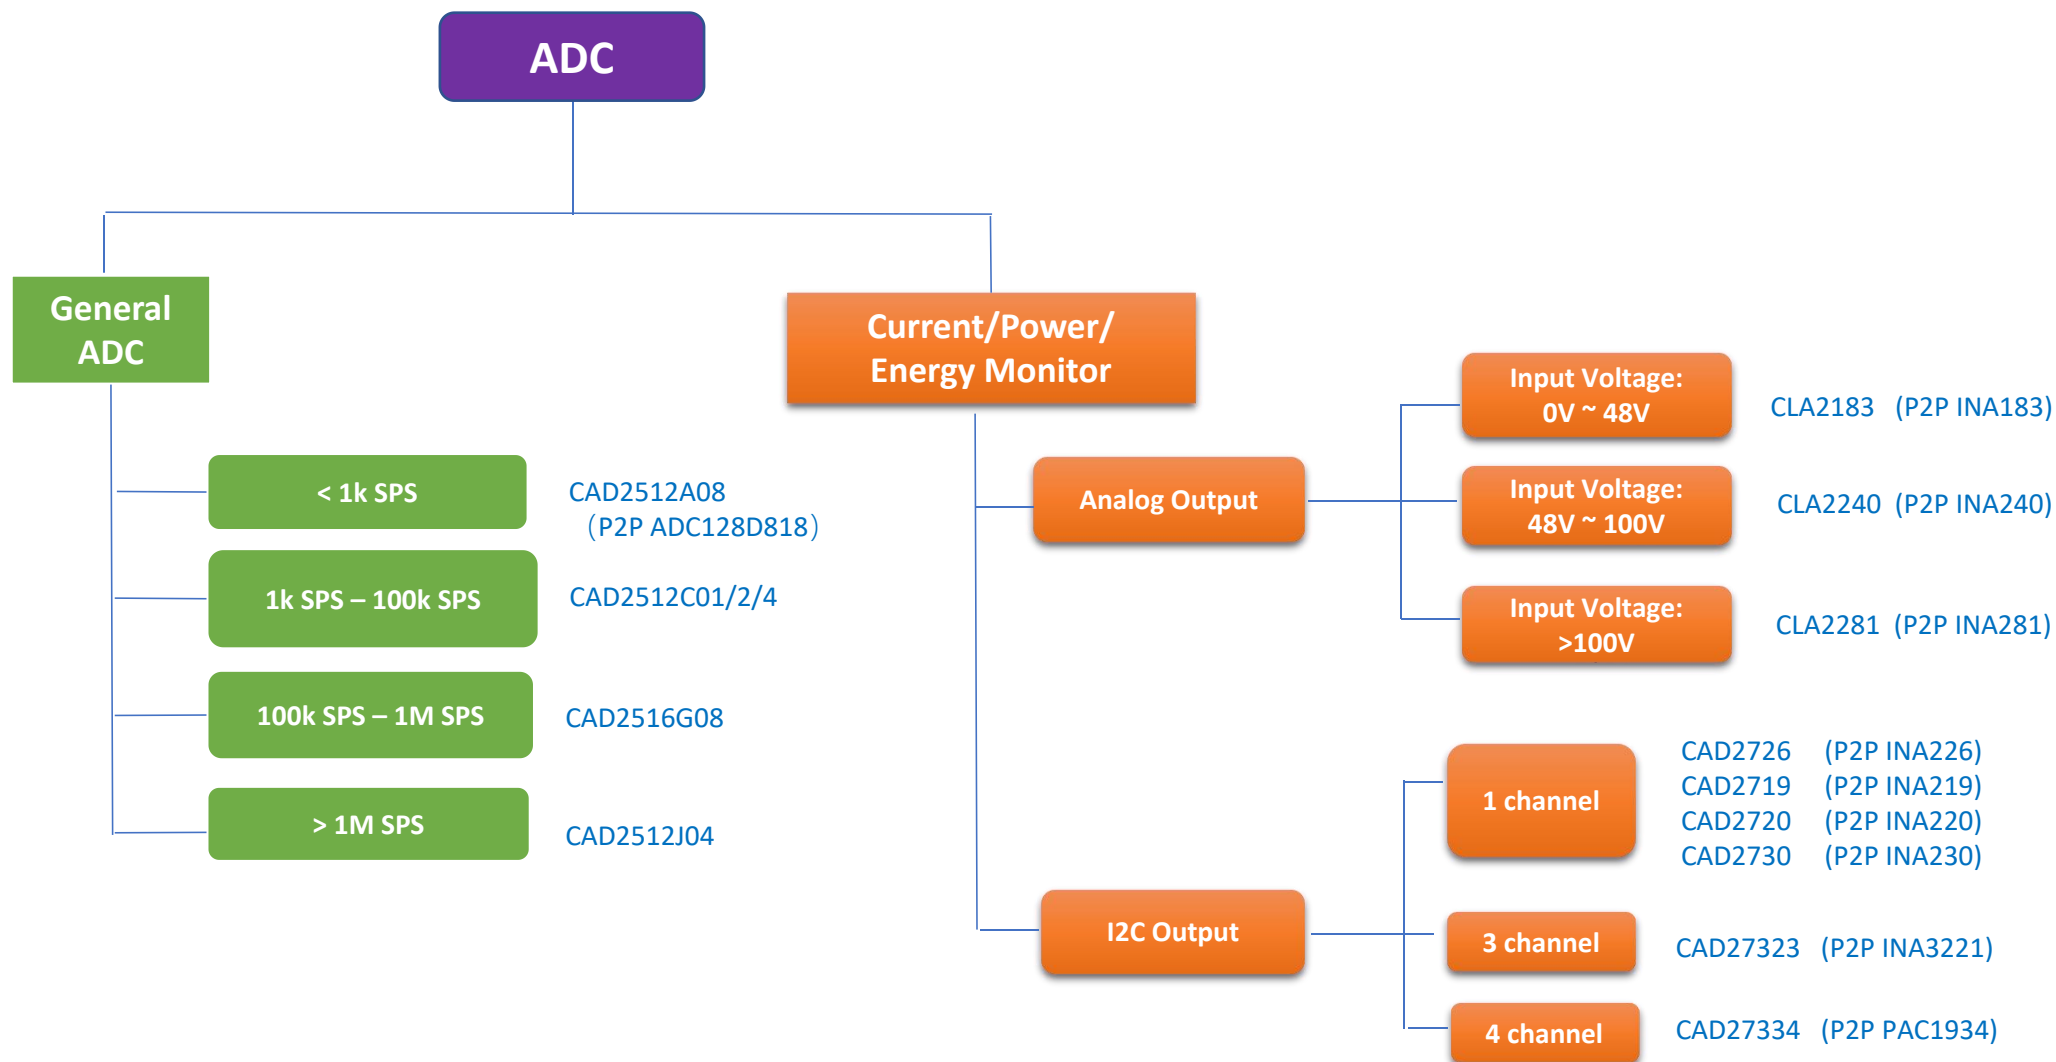 ADC
General
ADC
< 1k SPS
CAD2512A08
（P2P ADC128D818）
1k SPS – 100k SPS
CAD2512C01/2/4
100k SPS – 1M SPS
CAD2516G08
> 1M SPS
CAD2512J04
Current/Power/
Energy Monitor
Analog Output
Input Voltage:
0V ~ 48V
CLA2183 (P2P INA183)
Input Voltage:
48V ~ 100V
CLA2240 (P2P INA240)
Input Voltage:
>100V
CLA2281 (P2P INA281)
I2C Output
1 channel
CAD2726 (P2P INA226)
CAD2719 (P2P INA219)
CAD2720 (P2P INA220)
CAD2730 (P2P INA230)
3 channel
CAD27323 (P2P INA3221)
4 channel
CAD27334 (P2P PAC1934)